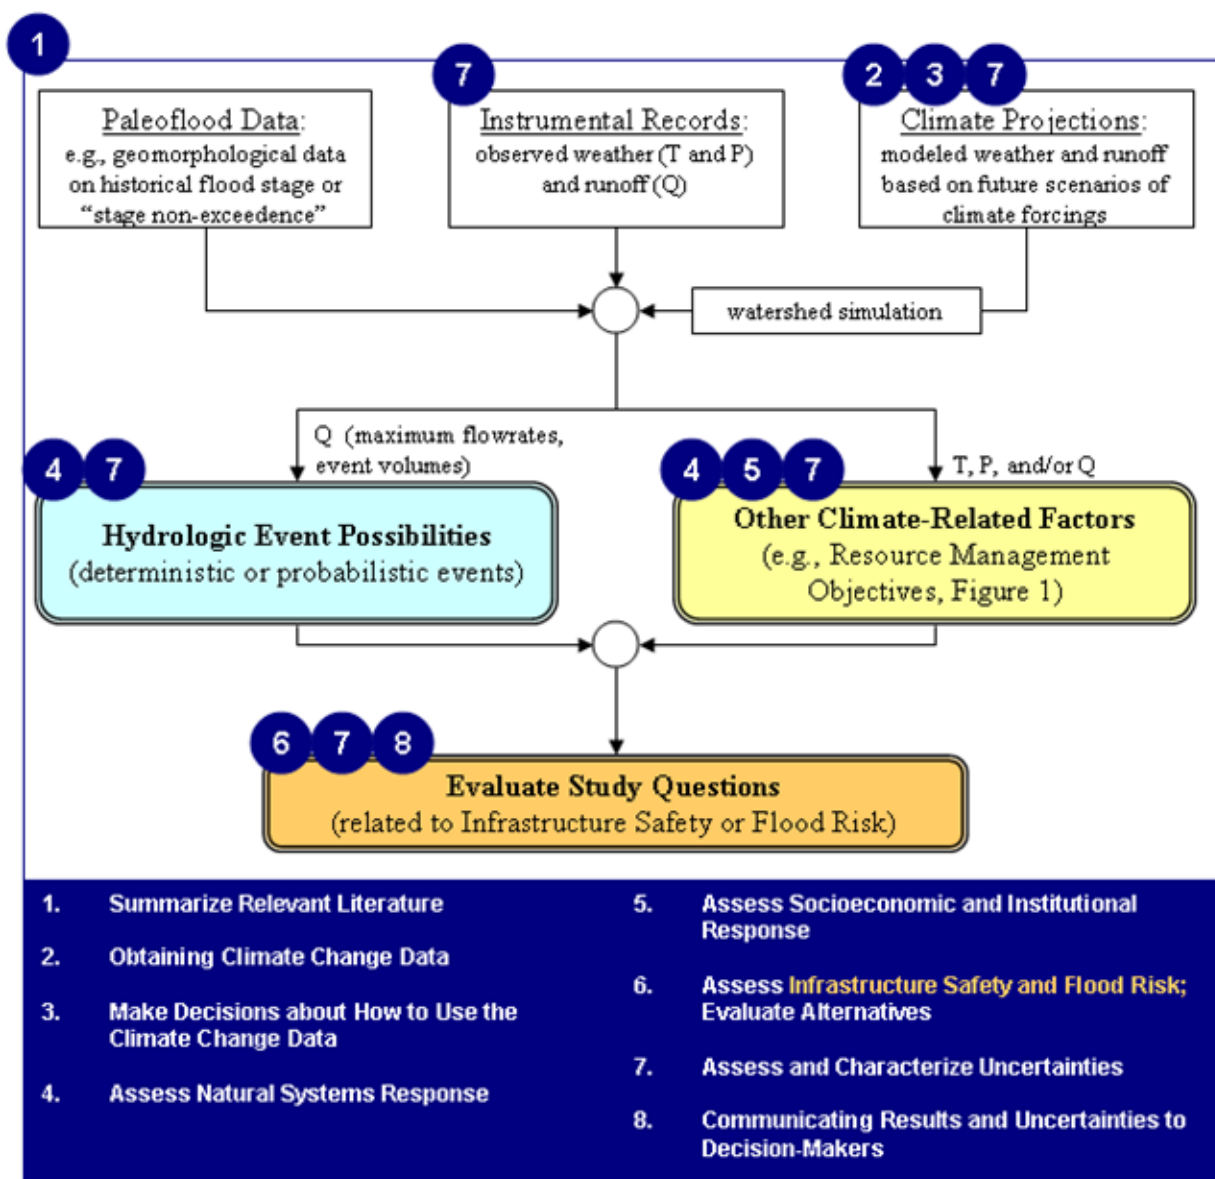 1
7
2 3 7
Paleoflood Data:
e.g., geomorphological data
on historical flood stage or
“stage non-exceedence”
Instrumental Records:
observed weather (T and P)
and runoff (Q)
Climate Projections:
modeled weather and runoff
based on future scenarios of
climate forcings
watershed simulation
Q (maximum flowrates,
event volumes)
T, P, and/or Q
4 7
Hydrologic Event Possibilities
(deterministic or probabilistic events)
4 5 7
Other Climate-Related Factors
(e.g., Resource Management
Objectives, Figure 1)
6 7 8
Evaluate Study Questions
(related to Infrastructure Safety or Flood Risk)
1. Summarize Relevant Literature
2. Obtaining Climate Change Data
3. Make Decisions about How to Use the
Climate Change Data
4. Assess Natural Systems Response
5. Assess Socioeconomic and Institutional
Response
6. Assess Infrastructure Safety and Flood Risk;
Evaluate Alternatives
7. Assess and Characterize Uncertainties
8. Communicating Results and Uncertainties to
Decision-Makers